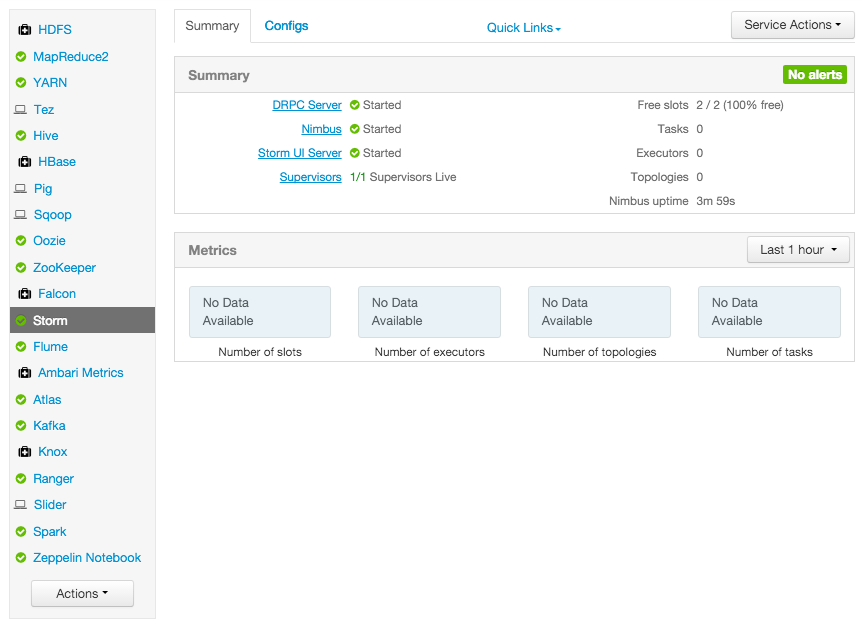 HDFS
MapReduce2
YARN
Tez
Hive
HBase
Pig
Sqoop
Oozie
ZooKeeper
Falcon
Storm
Flume
Ambari Metrics
Atlas
Kafka
Knox
Ranger
Slider
Spark
Zeppelin Notebook
Actions
Summary Configs Quick Links Service Actions
Summary No alerts
DRPC Server Started Free slots 2 / 2 (100% free)
Nimbus Started Tasks 0
Storm UI Server Started Executors 0
Supervisors 1/1 Supervisors Live Topologies 0
Nimbus uptime 3m 59s
Metrics Last 1 hour
No Data Available
Number of slots
No Data Available
Number of executors
No Data Available
Number of topologies
No Data Available
Number of tasks